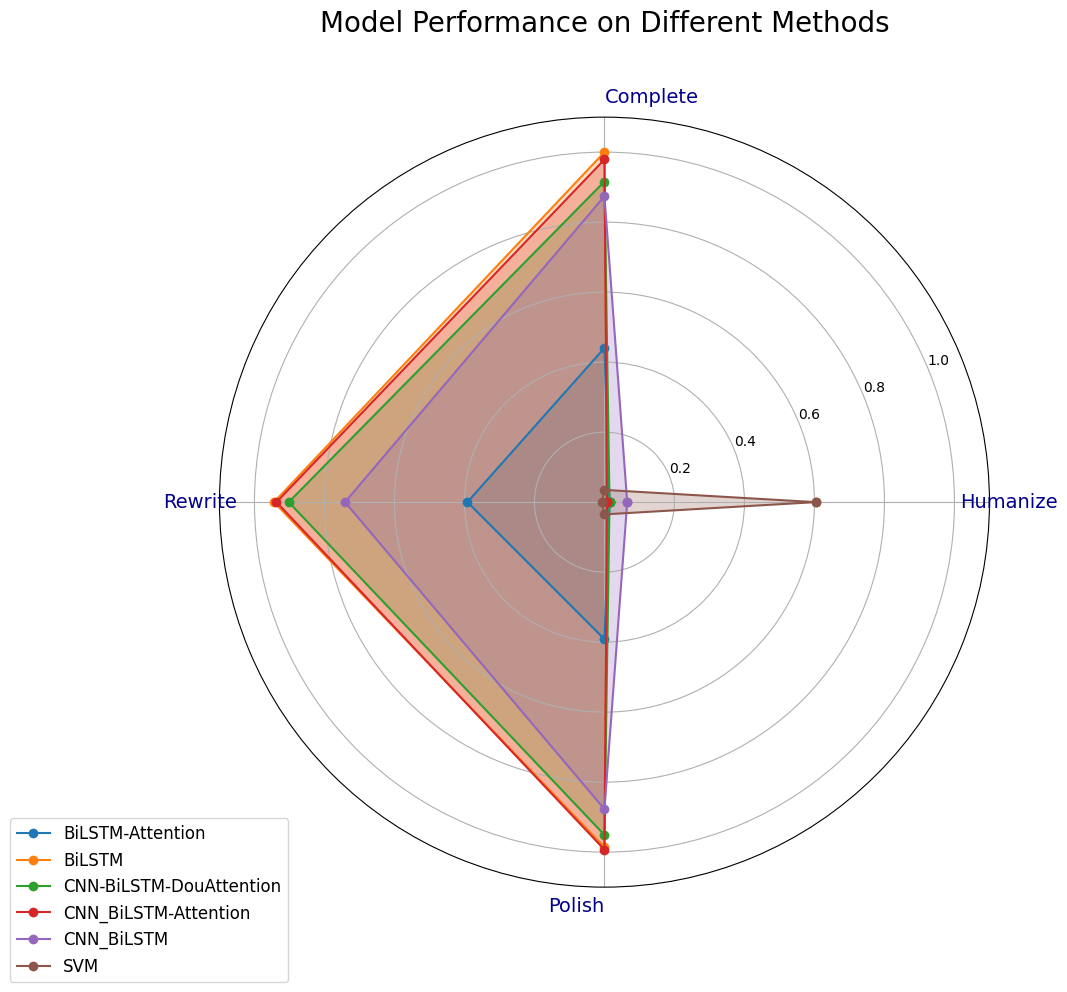 Model Performance on Different Methods
Complete
1.0
0.8
0.6
0.4
0.2
Rewrite
Humanize
Polish
BiLSTM-Attention
BiLSTM
CNN-BiLSTM-DouAttention
CNN_BiLSTM-Attention
CNN_BiLSTM
SVM